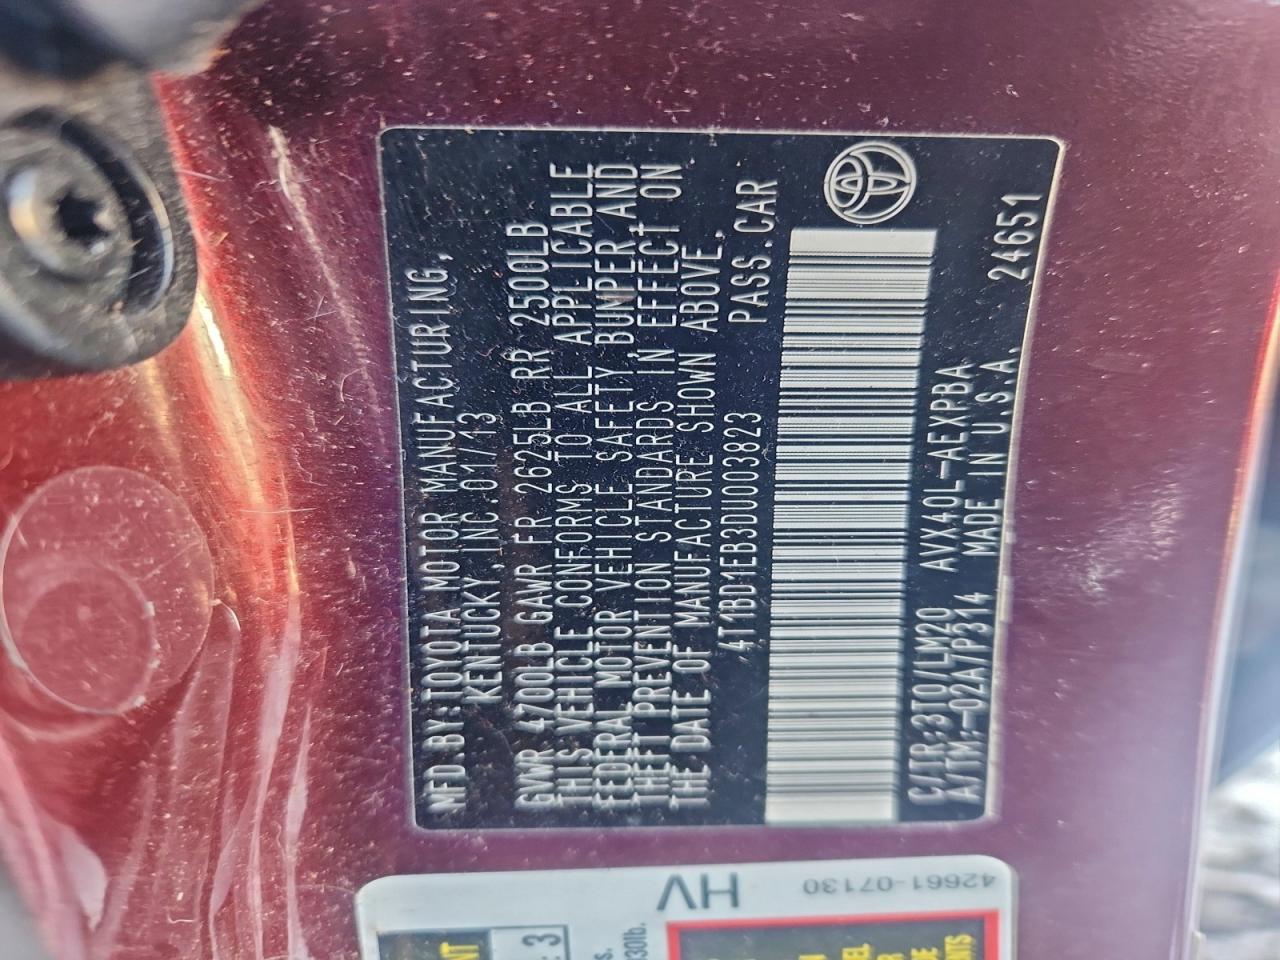 MFD.BY:TOYOTA MOTOR MANUFACTURING,
KENTUCKY,INC.01/13
GVWR 4700LB GAWR FR 2625LB RR 2500LB
THIS VEHICLE CONFORMS TO ALL APPLICABLE
FEDERAL MOTOR VEHICLE SAFETY,BUMPER,AND
THEFT PREVENTION STANDARDS IN EFFECT ON
THE DATE OF MANUFACTURE SHOWN ABOVE.
4T1BD1EB3DU003823 PASS.CAR
C/TR:3T0/LM20 AVX40L-AEXPBA
A/TM:-02A/P314 MADE IN U.S.A. 24651
HV 42661-07130